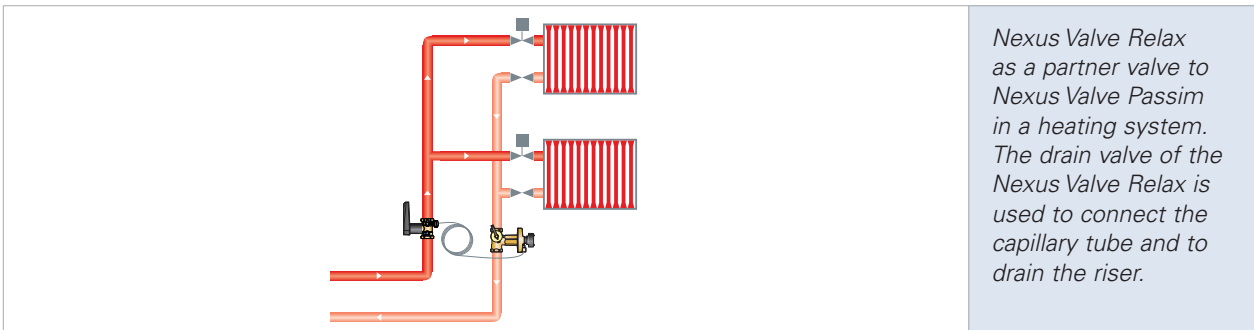 Nexus Valve Relax
as a partner valve to
Nexus Valve Passim
in a heating system.
The drain valve of the
Nexus Valve Relax is
used to connect the
capillary tube and to
drain the riser.